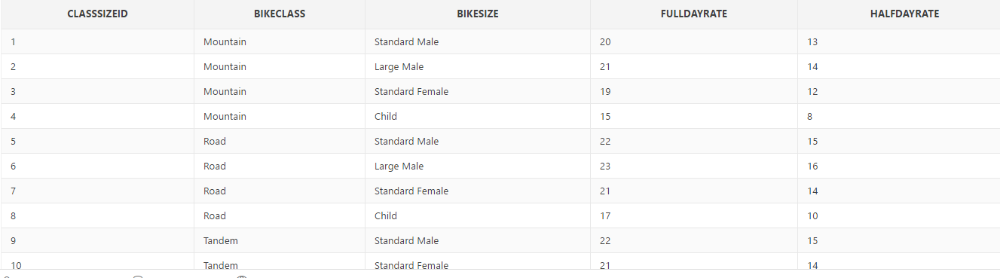 CLASSSIZEID BIKECLASS BIKESIZE FULLDAYRATE HALFDAYRATE
1 Mountain Standard Male 20 13
2 Mountain Large Male 21 14
3 Mountain Standard Female 19 12
4 Mountain Child 15 8
5 Road Standard Male 22 15
6 Road Large Male 23 16
7 Road Standard Female 21 14
8 Road Child 17 10
9 Tandem Standard Male 22 15
10 Tandem Standard Female 21 14